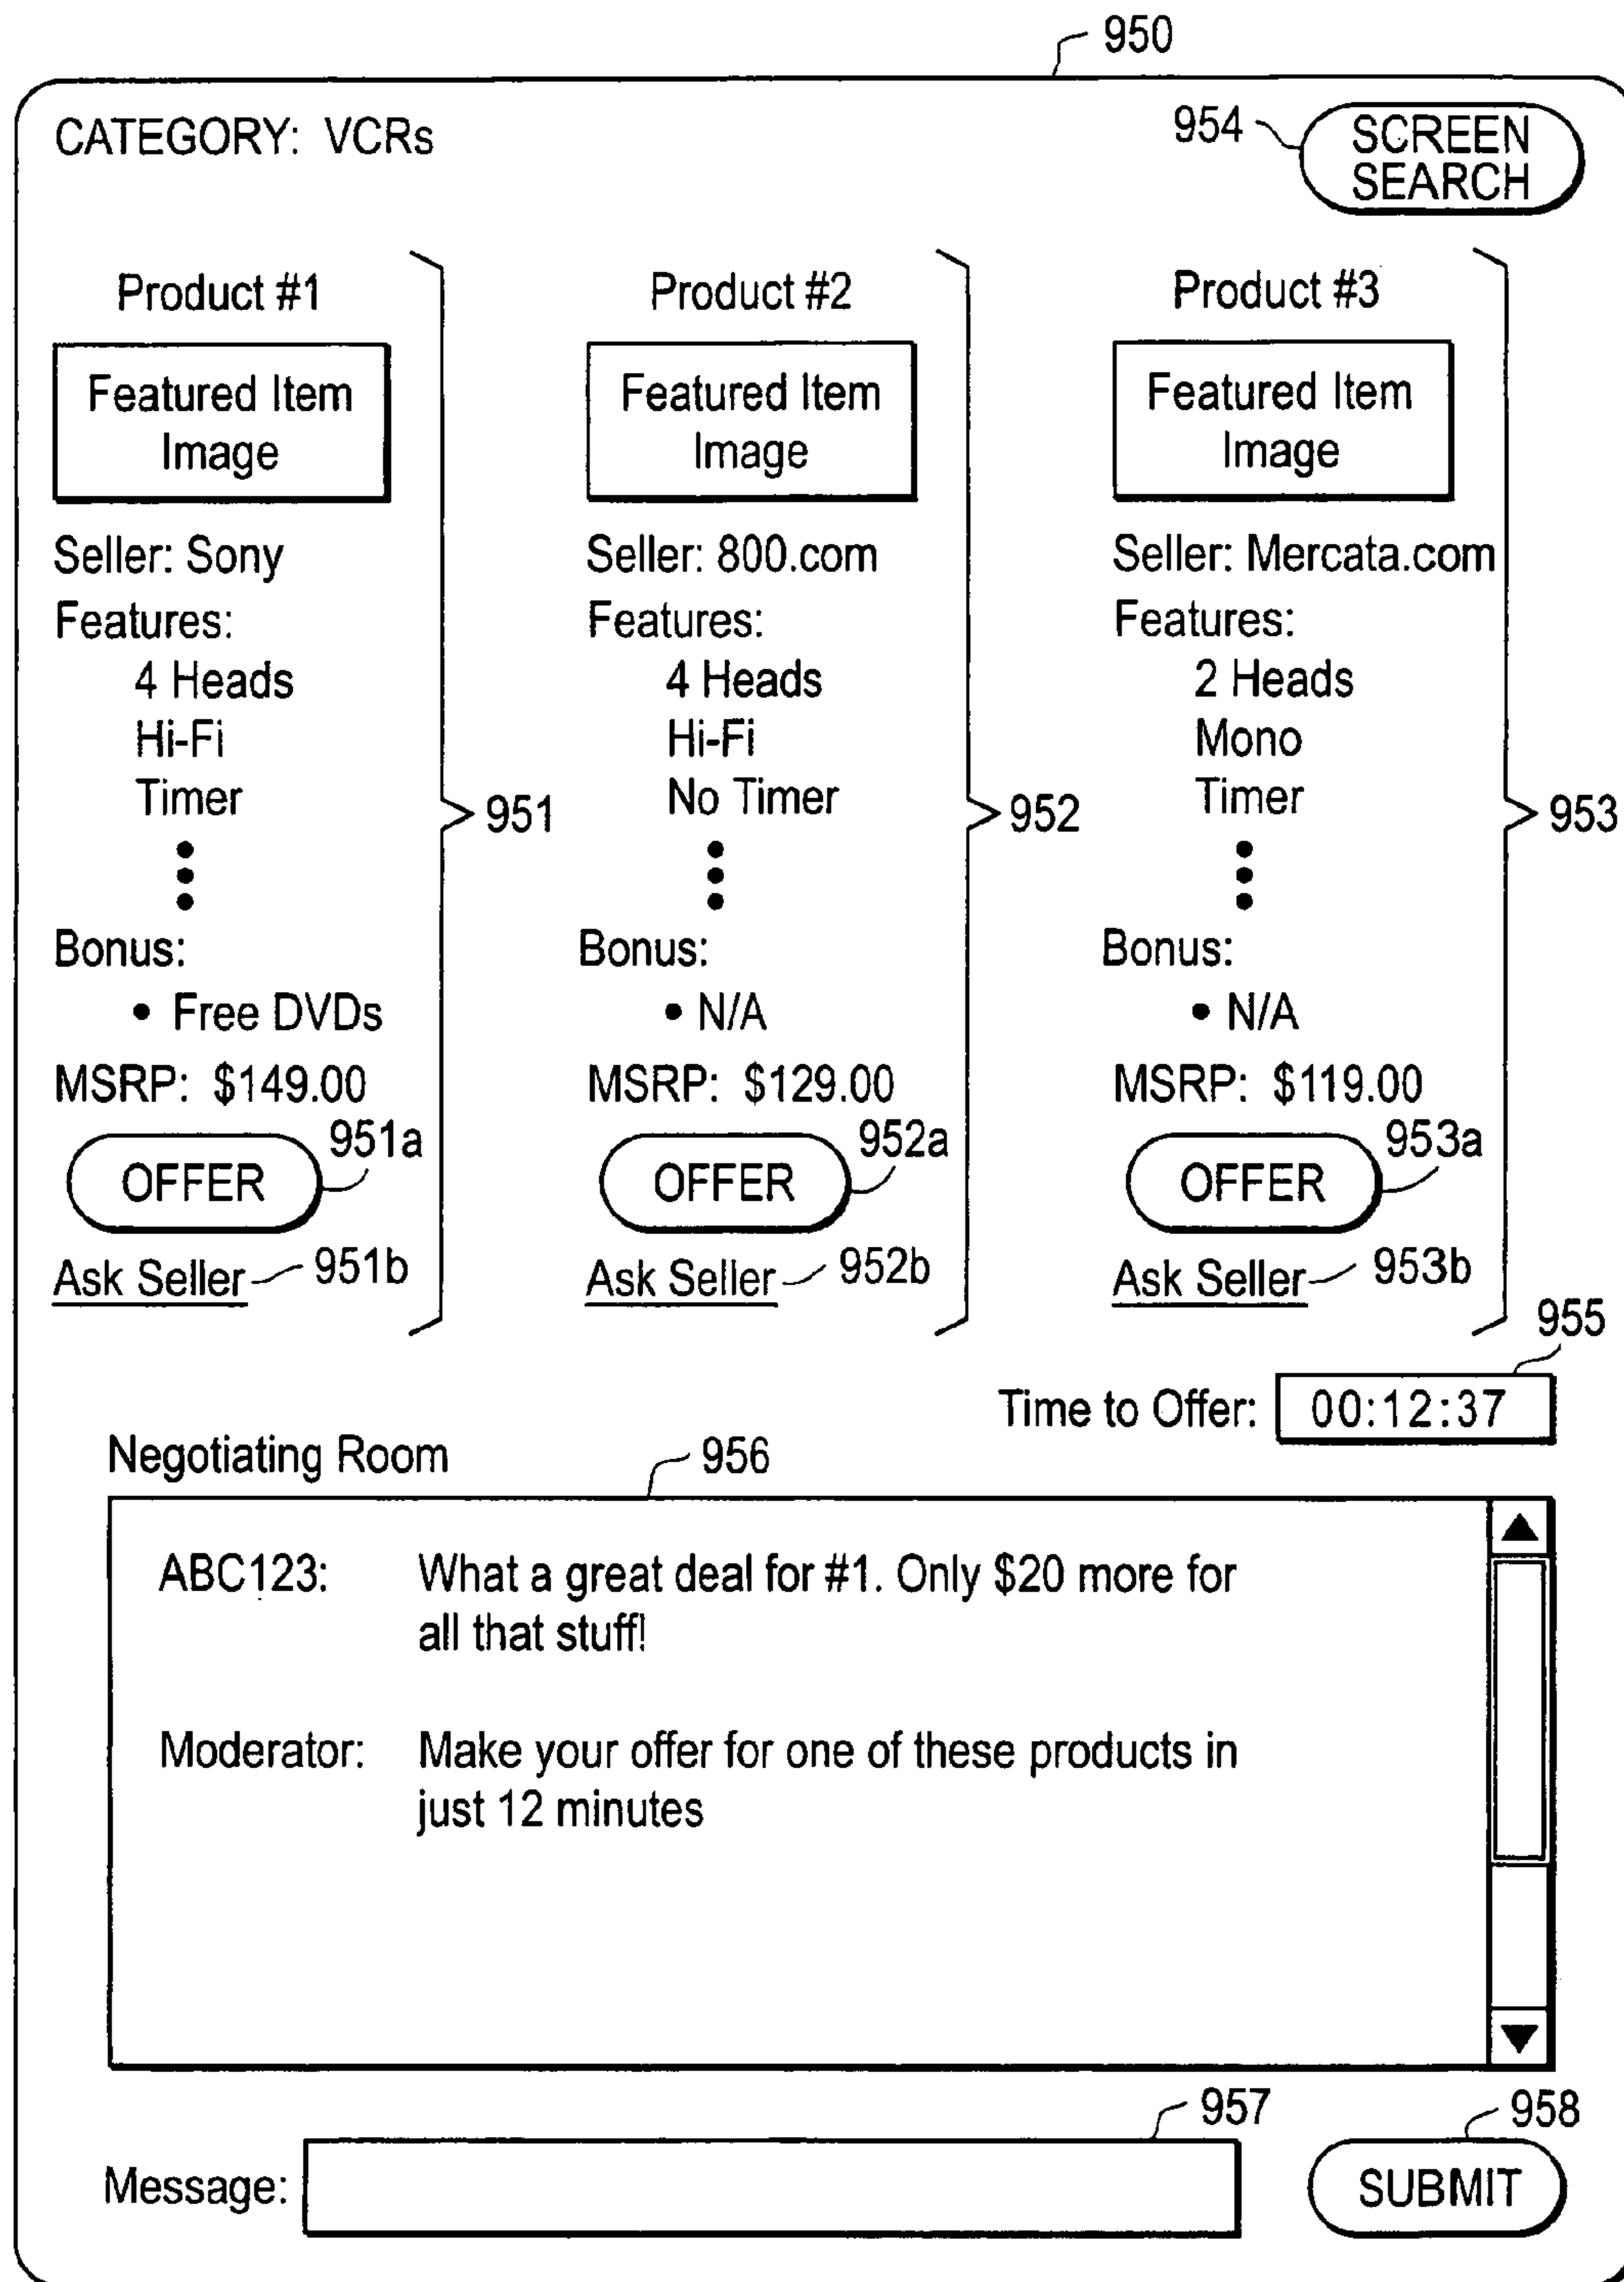 950
CATEGORY: VCRs
954
SCREEN
SEARCH
Product #1
Featured Item
Image
Seller: Sony
Features:
4 Heads
Hi-Fi
Timer
Bonus:
• Free DVDs
MSRP: $149.00
OFFER
951a
Ask Seller
951b
951
Product #2
Featured Item
Image
Seller: 800.com
Features:
4 Heads
Hi-Fi
No Timer
Bonus:
• N/A
MSRP: $129.00
OFFER
952a
Ask Seller
952b
952
Product #3
Featured Item
Image
Seller: Mercata.com
Features:
2 Heads
Mono
Timer
Bonus:
• N/A
MSRP: $119.00
OFFER
953a
Ask Seller
953b
953
955
Time to Offer: 00:12:37
Negotiating Room
956
ABC123: What a great deal for #1. Only $20 more for
all that stuff!
Moderator: Make your offer for one of these products in
just 12 minutes
957
958
Message:
SUBMIT